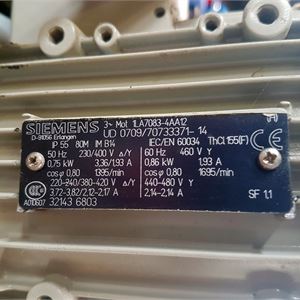 SIEMENS 3~ Mot. 1LA7083-4AA12
D-91056 Erlangen UD 0709/70733371-14
IP 55 80M IM B14 IEC/EN 60034 ThCl.155(F)
50 Hz 230/400 V Δ/Y 60 Hz 460 V Y
0,75 kW 3,36/1,93 A 0,86 kW 1,93 A
cosφ 0,80 1395/min cosφ 0,80 1695/min
220-240/380-420 V Δ/Y 440-480 V Y
3.72-3.82/2.12-2.17 A 2,14-2,14 A SF 1.1
CCC
A010607 32143 6803
CE